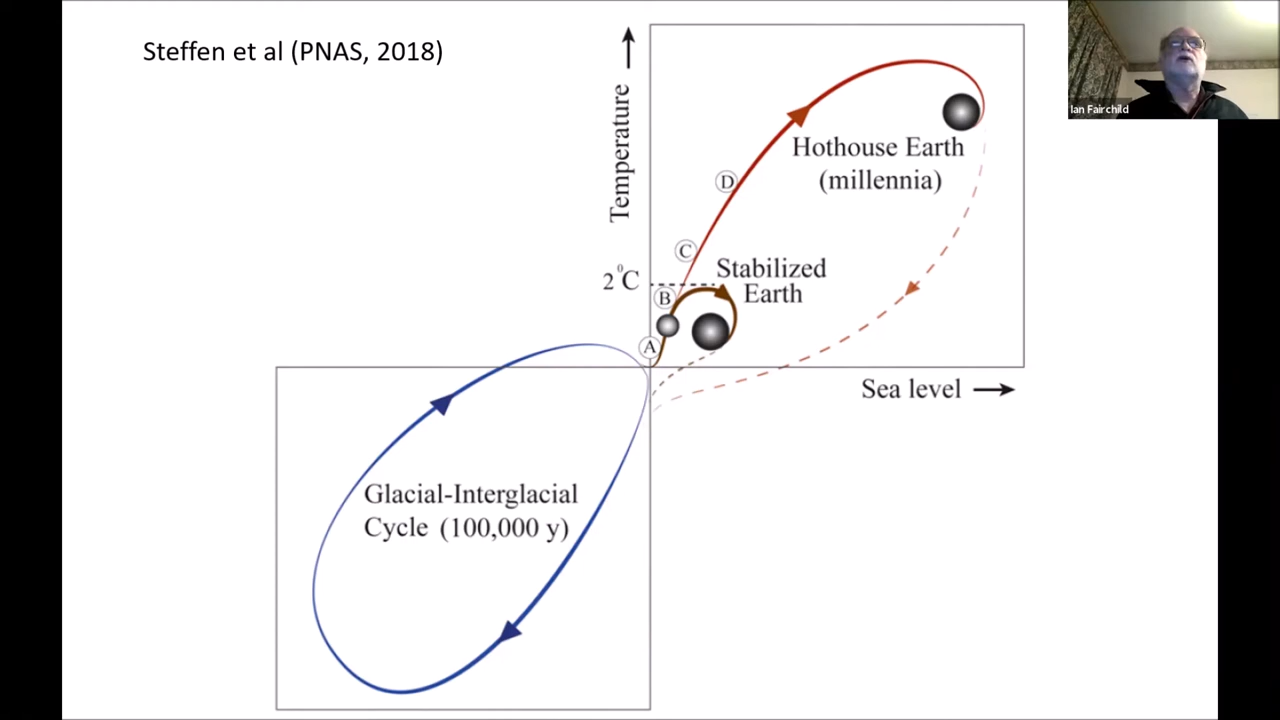 Steffen et al (PNAS, 2018)
Ian Fairchild
Temperature
Hothouse Earth
(millennia)
D
C
2 °C
Stabilized
Earth
B
A
Sea level
Glacial-Interglacial
Cycle (100,000 y)